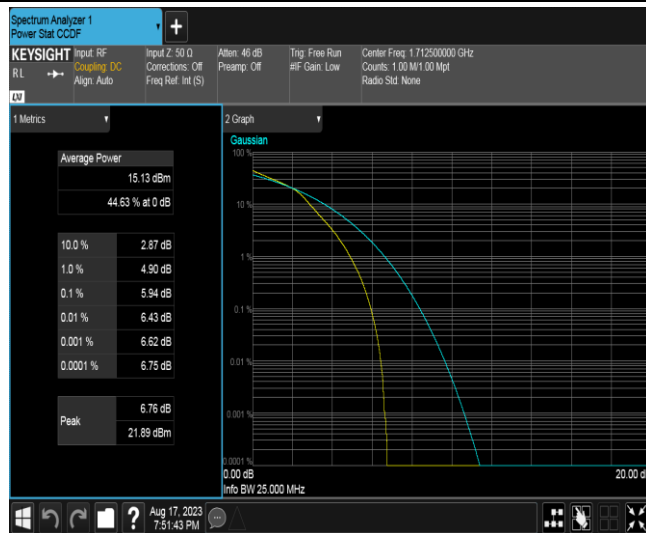 Spectrum Analyzer 1
Power Stat CCDF
+
KEYSIGHT
RL
Input: RF
Coupling: DC
Align: Auto
Input Z: 50 Ω
Corrections: Off
Freq Ref: Int (S)
Atten: 46 dB
Preamp: Off
Trig: Free Run
#IF Gain: Low
Center Freq: 1.712500000 GHz
Counts: 1.00 M/1.00 Mpt
Radio Std: None
1 Metrics
Average Power
15.13 dBm
44.63 % at 0 dB
10.0 % 2.87 dB
1.0 % 4.90 dB
0.1 % 5.94 dB
0.01 % 6.43 dB
0.001 % 6.62 dB
0.0001 % 6.75 dB
Peak
6.76 dB
21.89 dBm
2 Graph
Gaussian
100 %
10 %
1 %
0.1 %
0.01 %
0.001 %
0.0001 %
0.00 dB 20.00 d
Info BW 25.000 MHz
?
Aug 17, 2023
7:51:43 PM